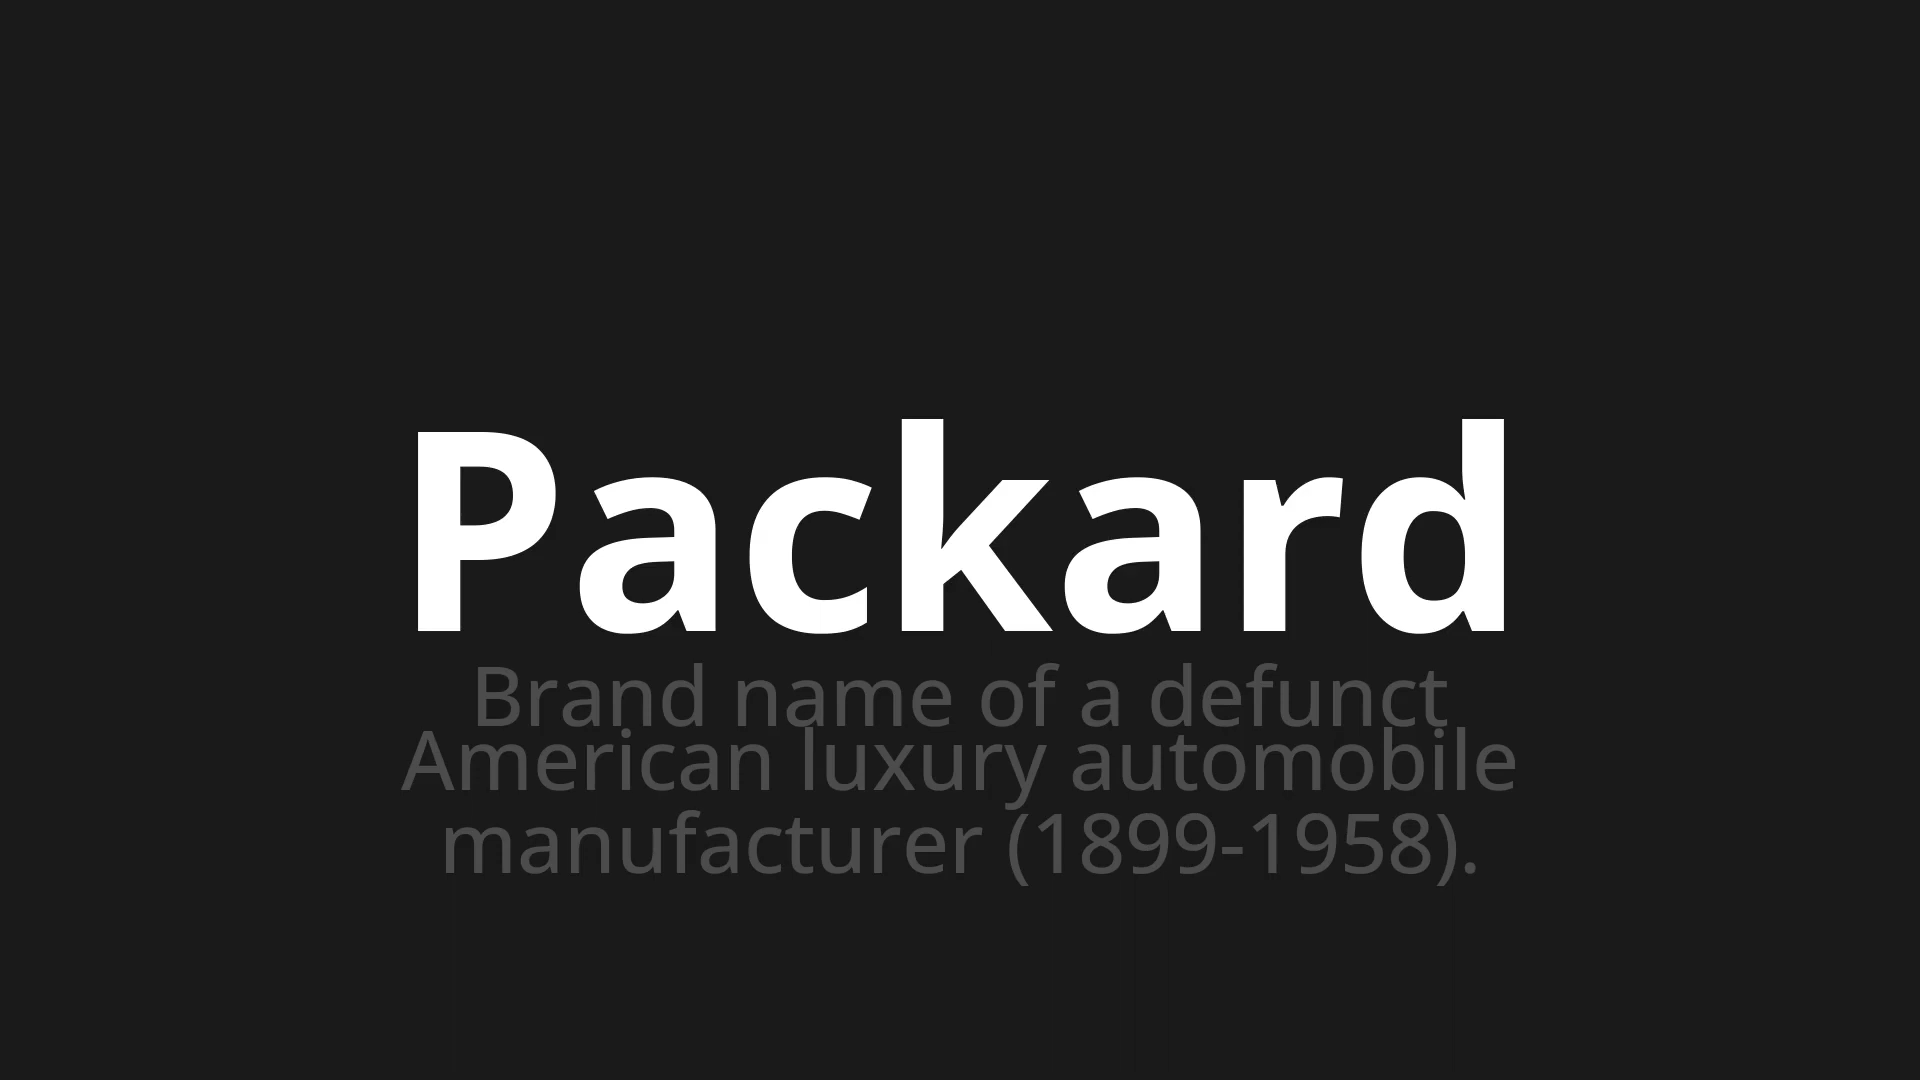 Packard
Brand name of a defunct
American luxury automobile
manufacturer (1899-1958).